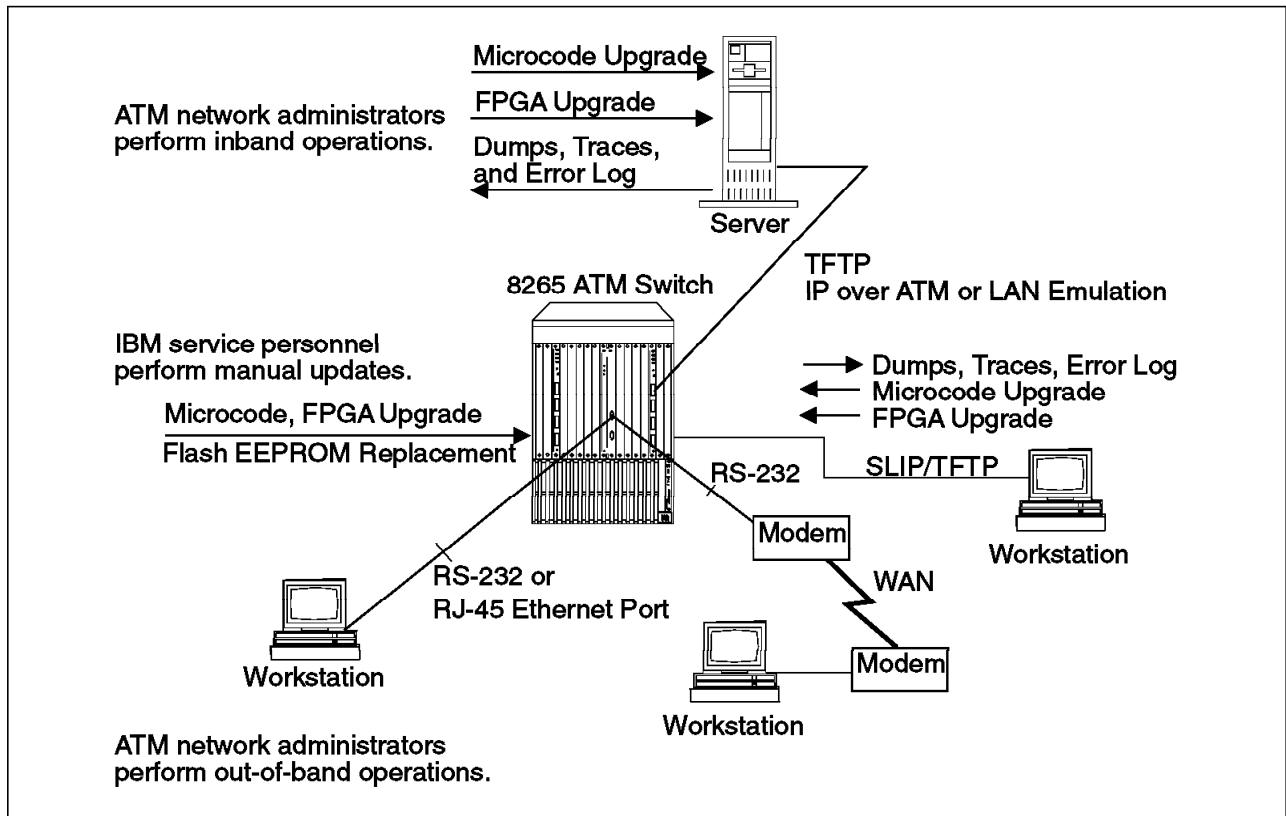 Microcode Upgrade
FPGA Upgrade
ATM network administrators
perform inband operations.
Dumps, Traces,
and Error Log
Server
TFTP
IP over ATM or LAN Emulation
8265 ATM Switch
IBM service personnel
perform manual updates.
Microcode, FPGA Upgrade
Flash EEPROM Replacement
Dumps, Traces, Error Log
Microcode Upgrade
FPGA Upgrade
RS-232
SLIP/TFTP
Workstation
Modem
WAN
RS-232 or
RJ-45 Ethernet Port
Workstation
Modem
Workstation
ATM network administrators
perform out-of-band operations.